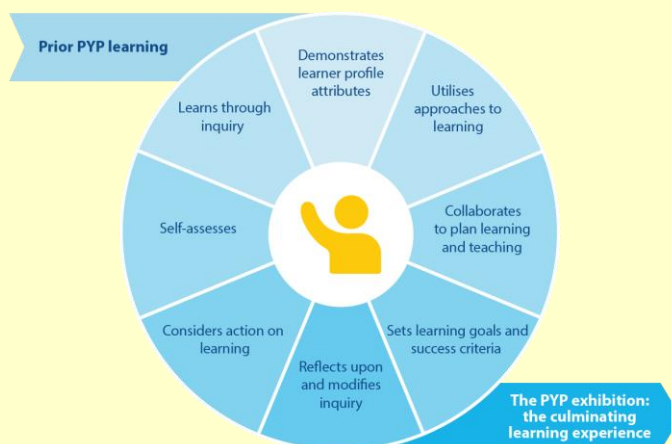 Prior PYP learning
Demonstrates
learner profile
attributes
Utilises
approaches to
learning
Collaborates
to plan learning
and teaching
Sets learning goals and
success criteria
Reflects upon
and modifies
inquiry
Considers action on
learning
Self-assesses
Learns through
inquiry
The PYP exhibition:
the culminating
learning experience